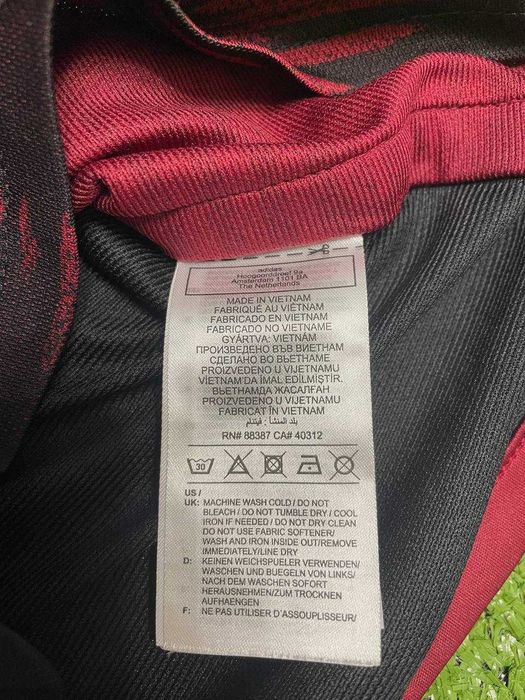 adidas
Hoogoorddreef 9a
Amsterdam 1101 BA
The Netherlands
MADE IN VIETNAM
FABRIQUÉ AU VIÊTNAM
FABRICADO EN VIETNAM
FABRICADO NO VIETNAM
GYÁRTVA: VIETNAM
ПРОИЗВЕДЕНО ВЪВ ВИЕТНАМ
СДЕЛАНО ВО ВЬЕТНАМЕ
PROIZVEDENO U VIJETNAMU
VİETNAM'DA İMAL EDİLMİŞTİR.
ВЬЕТНАМДА ЖАСАЛҒАН
PROIZVEDENO U VIJETNAMU
FABRICAT ÎN VIETNAM
بلد المنشأ: فيتنام
RN# 88387 CA# 40312
30
US /
UK: MACHINE WASH COLD / DO NOT
BLEACH / DO NOT TUMBLE DRY / COOL
IRON IF NEEDED / DO NOT DRY CLEAN
DO NOT USE FABRIC SOFTENER/
WASH AND IRON INSIDE OUT/REMOVE
IMMEDIATELY/LINE DRY
D: KEINEN WEICHSPUELER VERWENDEN/
WASCHEN UND BUEGELN VON LINKS/
NACH DEM WASCHEN SOFORT
HERAUSNEHMEN/ZUM TROCKNEN
AUFHAENGEN
F: NE PAS UTILISER D'ASSOUPLISSEUR/